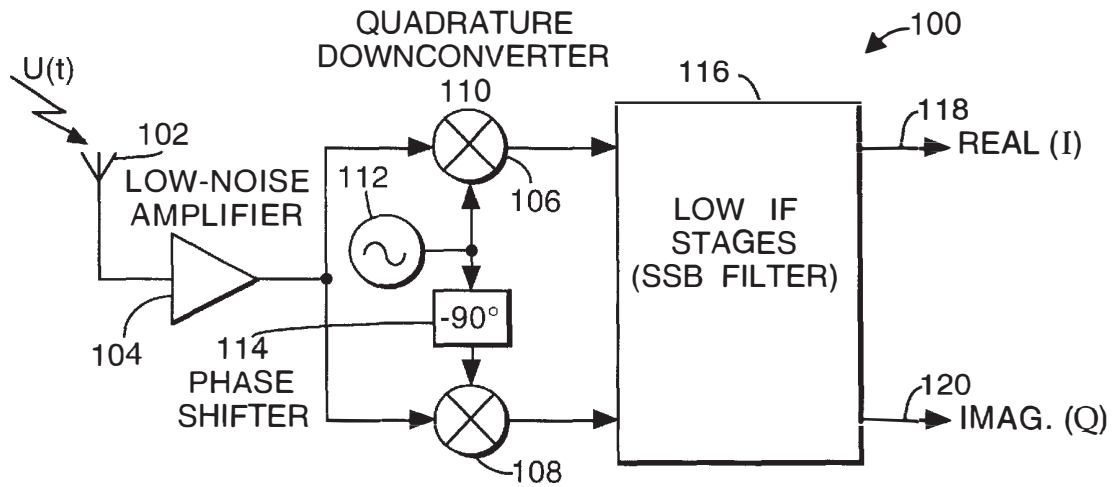 QUADRATURE
DOWNCONVERTER
110
100
116
U(t)
102
118
REAL (I)
LOW-NOISE
AMPLIFIER
112
106
LOW IF
STAGES
(SSB FILTER)
-90°
104
114
PHASE
SHIFTER
120
IMAG. (Q)
108